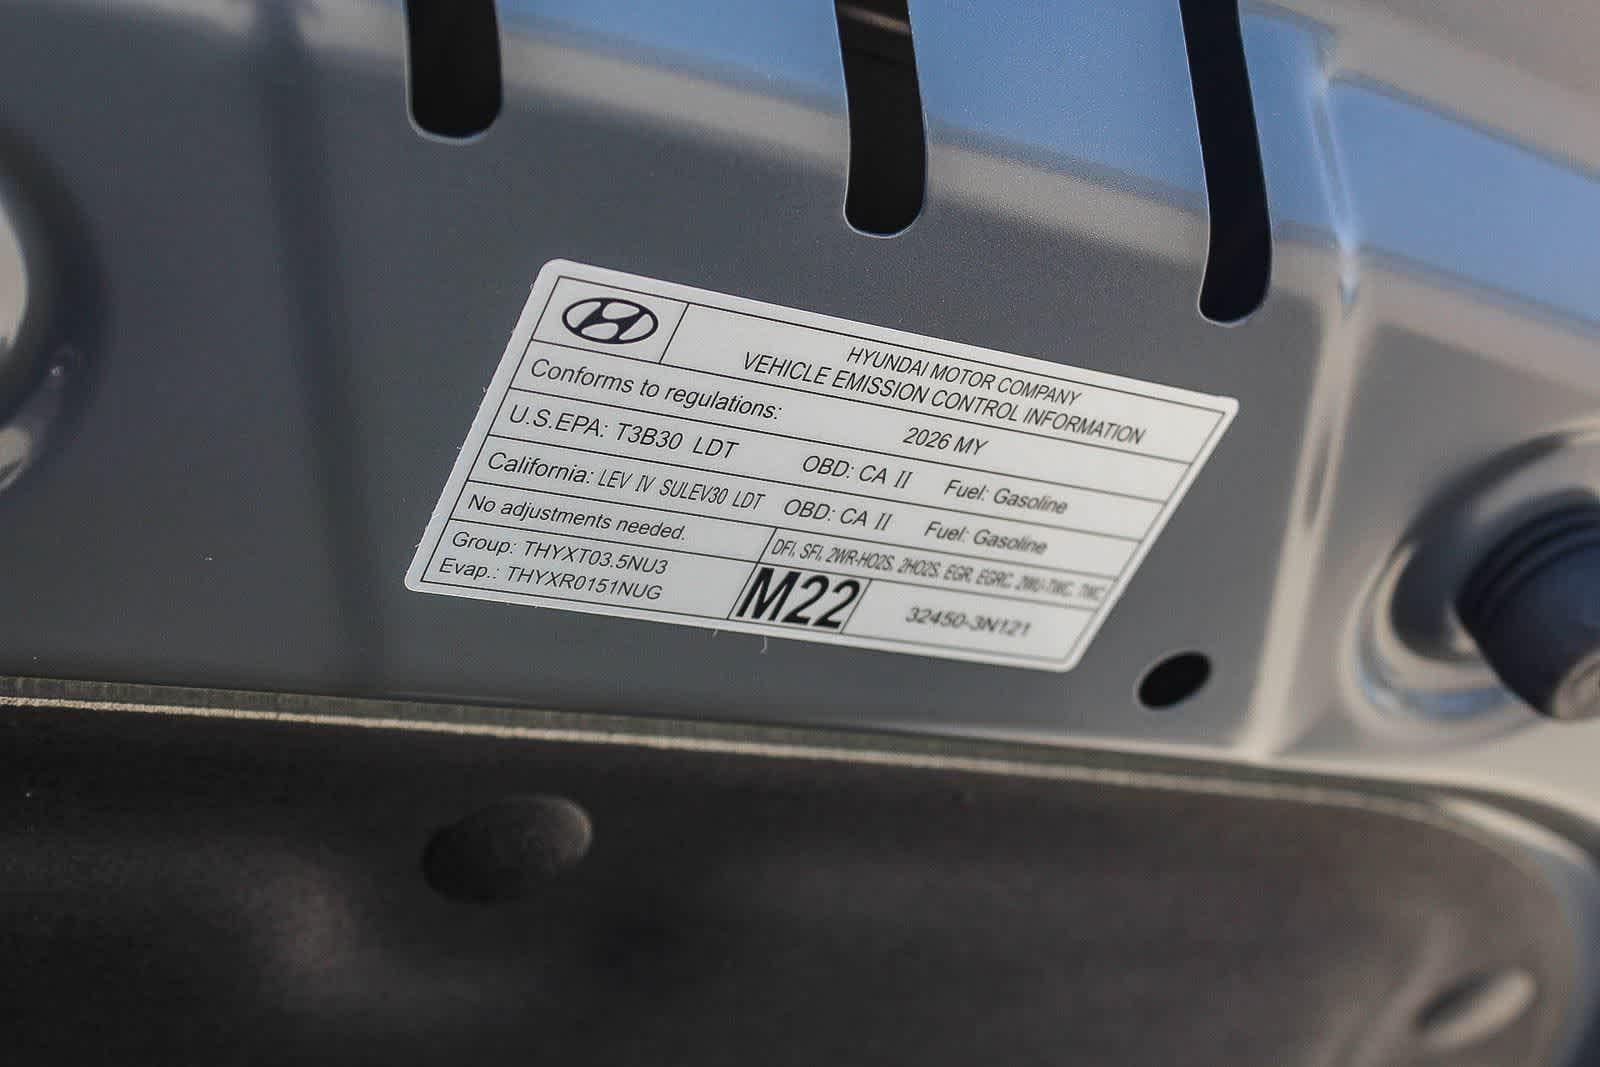 HYUNDAI MOTOR COMPANY
VEHICLE EMISSION CONTROL INFORMATION
Conforms to regulations: 2026 MY
U.S.EPA: T3B30 LDT OBD: CA II Fuel: Gasoline
California: LEV IV SULEV30 LDT OBD: CA II Fuel: Gasoline
No adjustments needed.
DFI, SFI, 2WR-HO2S, 2HO2S, EGR, EGRC, 2WU-TWC, TWC
Group: THYXT03.5NU3
Evap.: THYXR0151NUG
M22
32450-3N121